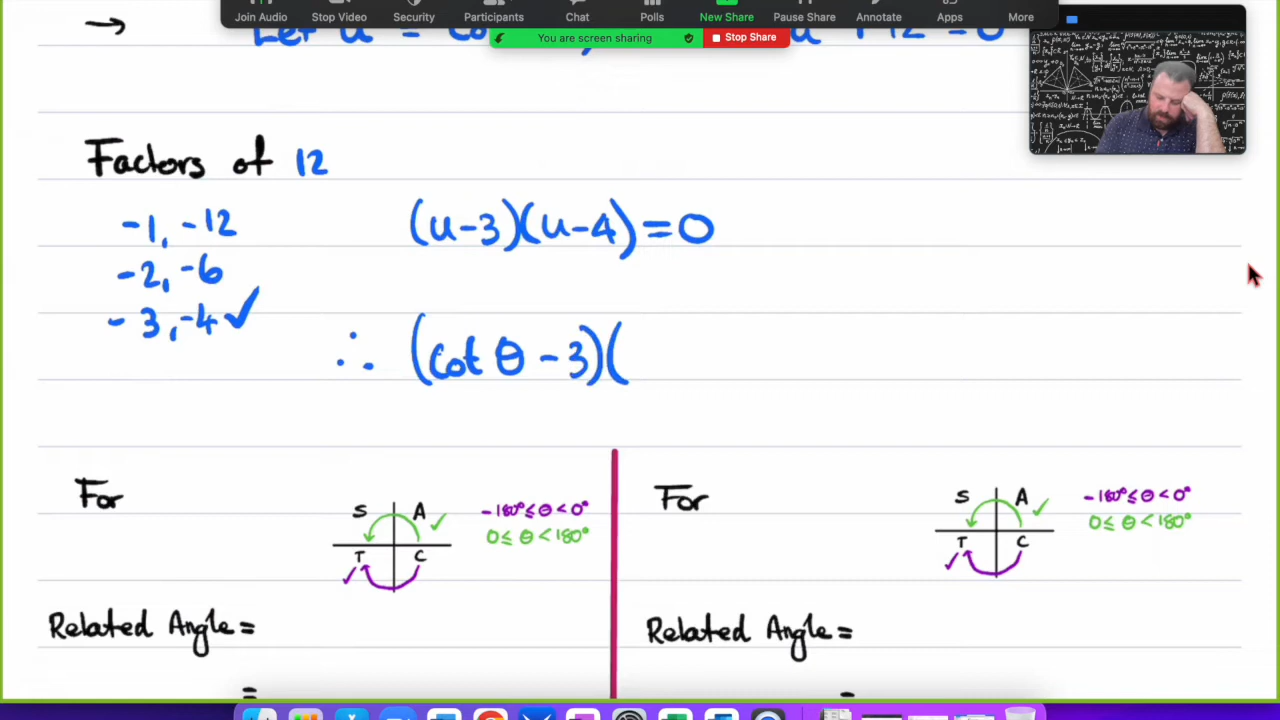 Join Audio Stop Video Security Participants Chat Polls New Share Pause Share Annotate Apps More
You are screen sharing Stop Share
→ Let u =
Factors of 12
-1, -12
(u-3)(u-4)=0
-2, -6
-3, -4 ✓
∴ (cot θ - 3)(
For
S A ✓
T C
✓
-180° ≤ θ < 0°
0 ≤ θ < 180°
Related Angle =
=
For
S A ✓
T C
✓
-180° ≤ θ < 0°
0 ≤ θ < 180°
Related Angle =
=